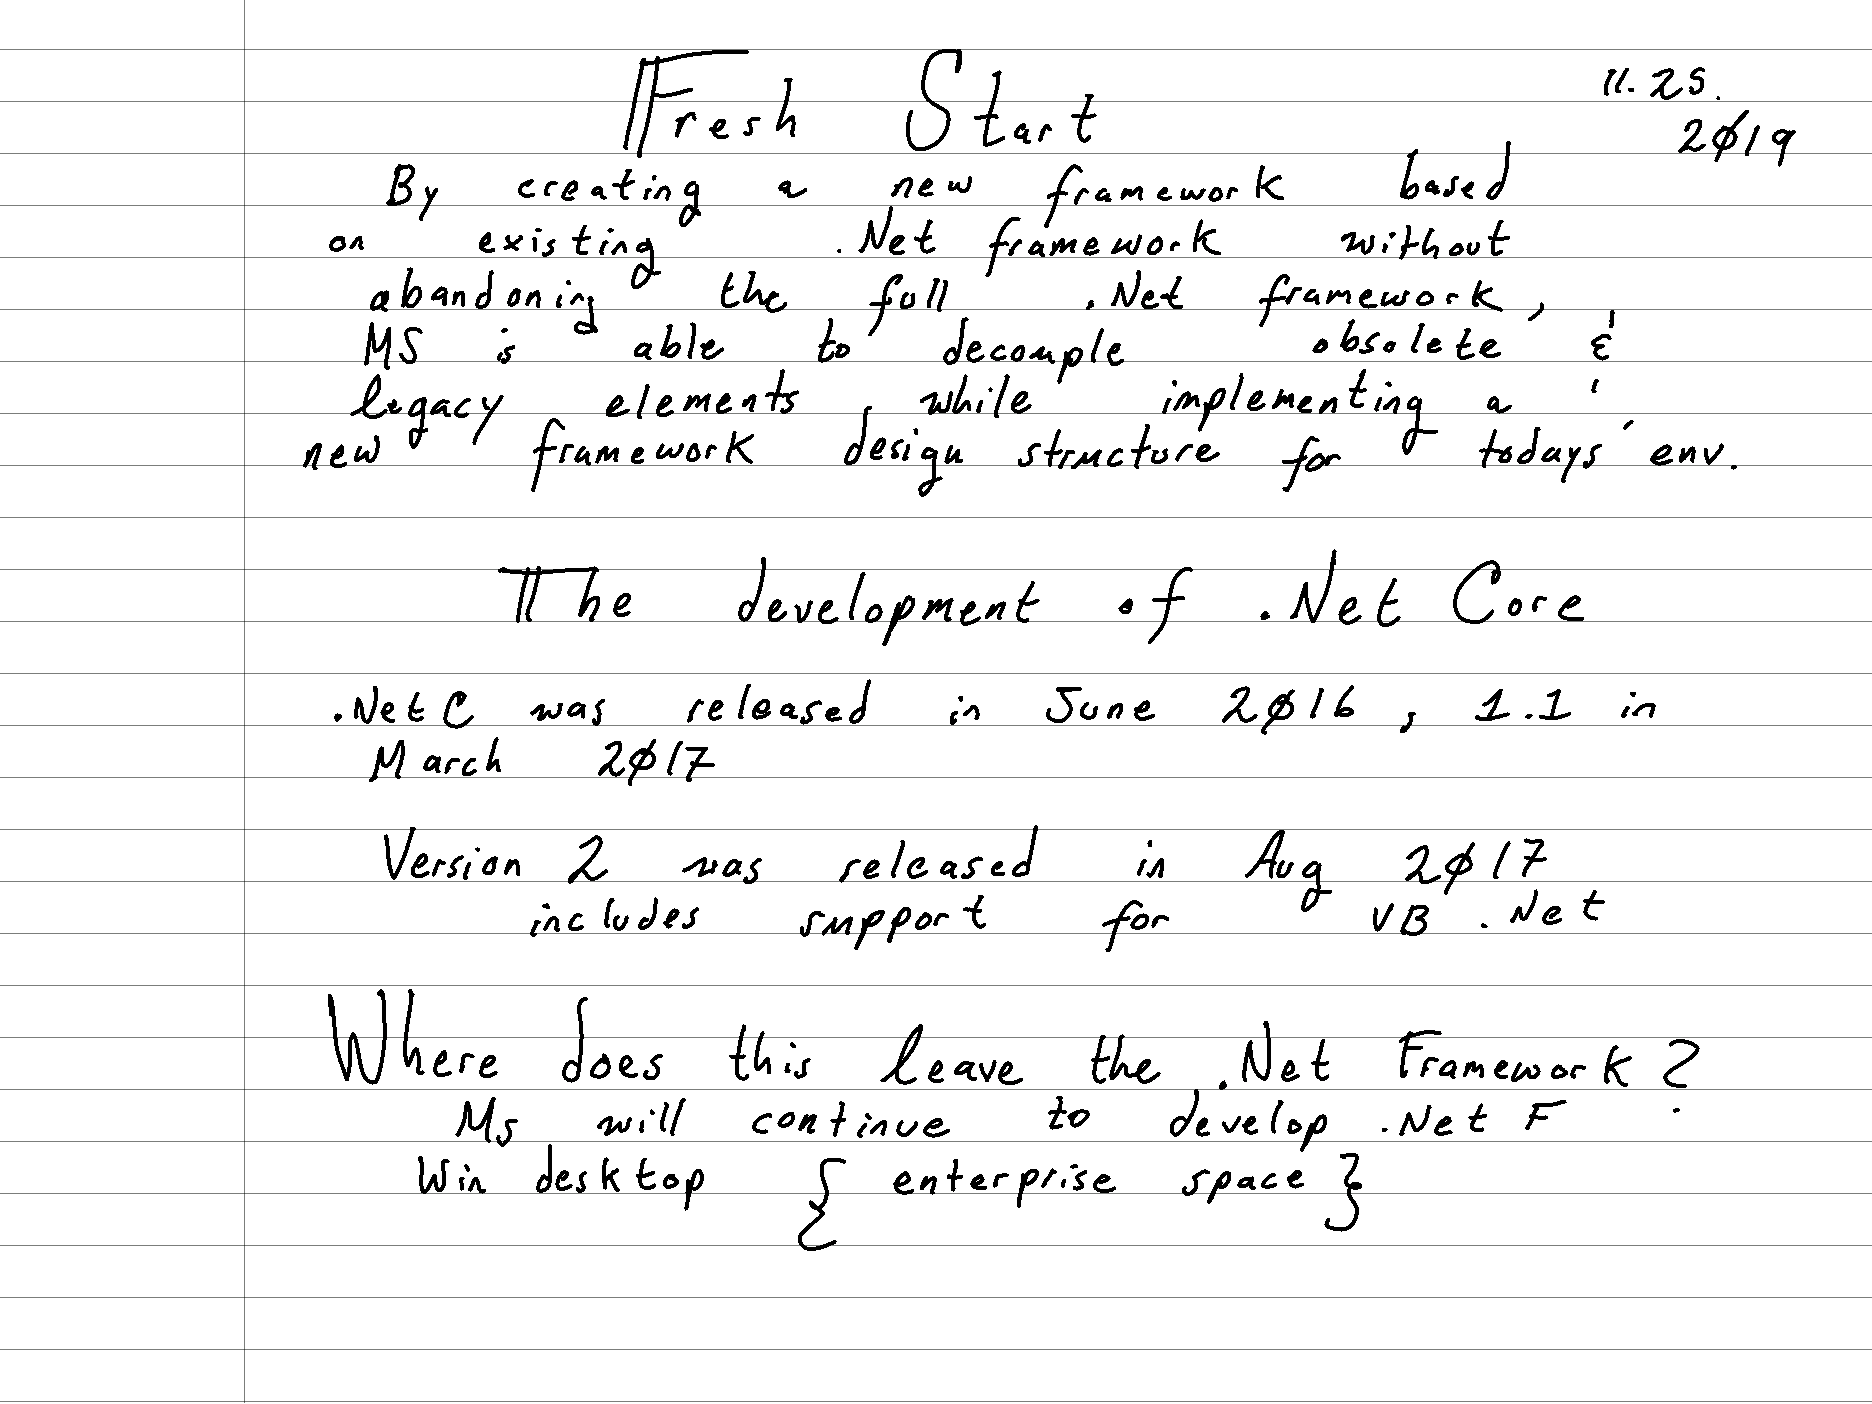 Fresh Start
11.25.
2019
By creating a new framework based
on existing .Net framework without
abandoning the full .Net framework,
MS is able to decouple obsolete &
legacy elements, while implementing a
new framework design structure for todays' env.
The development of .Net Core
.Net C was released in June 2016, 1.1 in
March 2017
Version 2 was released in Aug 2017
includes support for VB .Net
Where does this leave the .Net Framework?
Ms will continue to develop .Net F
Win desktop { enterprise space }